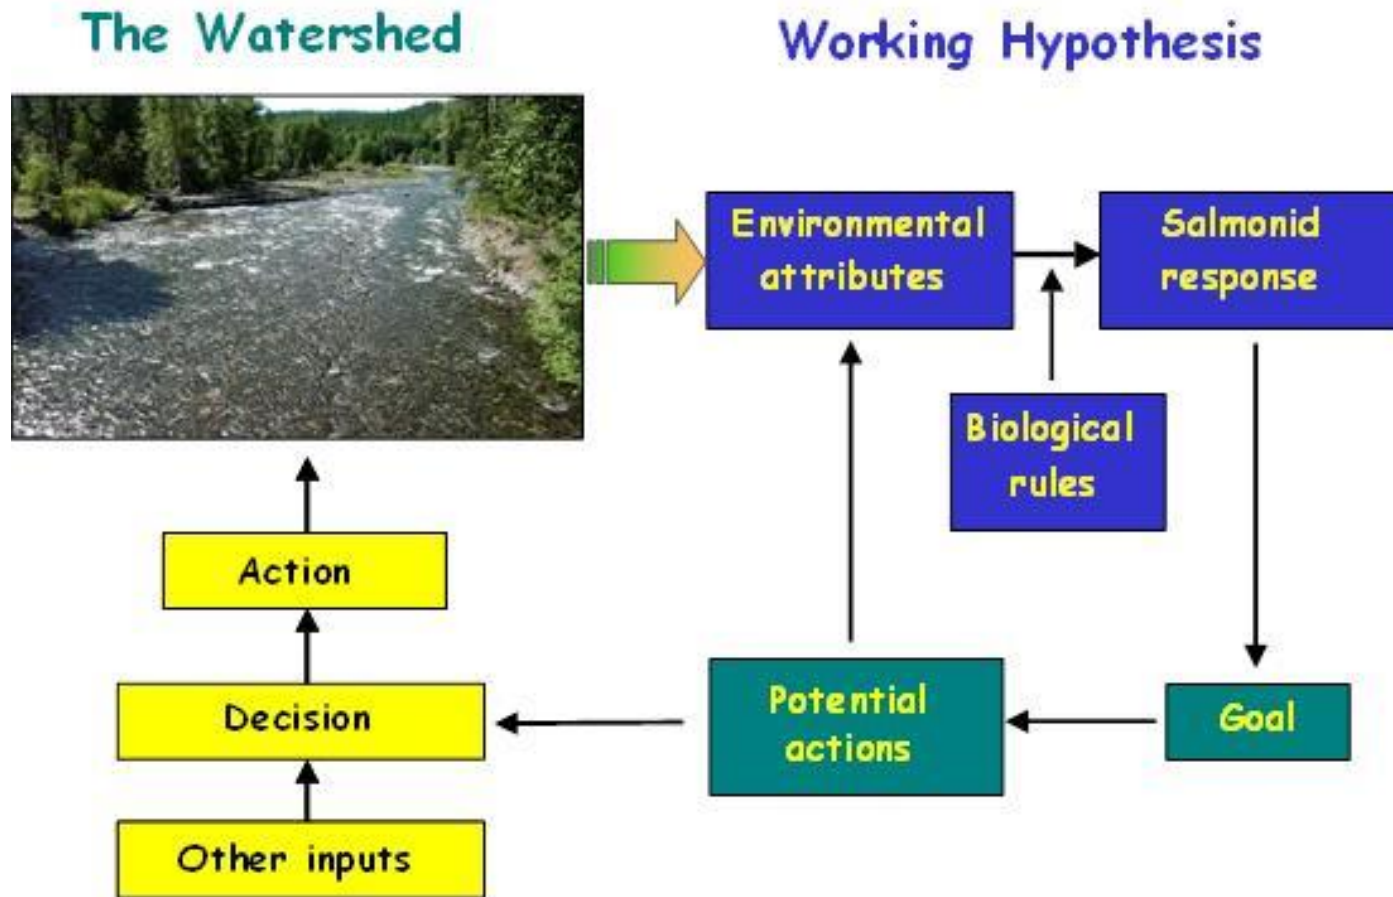 The Watershed
Working Hypothesis
Environmental
attributes
Salmonid
response
Biological
rules
Action
Decision
Other inputs
Potential
actions
Goal